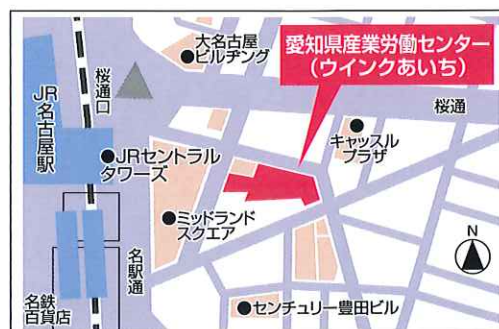 大名古屋
ビルヂング
愛知県産業労働センター
（ウインクあいち）
桜通口
桜通
JR名古屋駅
キャッスル
プラザ
JRセントラル
タワーズ
ミッドランド
スクエア
名駅通
N
名鉄
百貨店
センチュリー豊田ビル